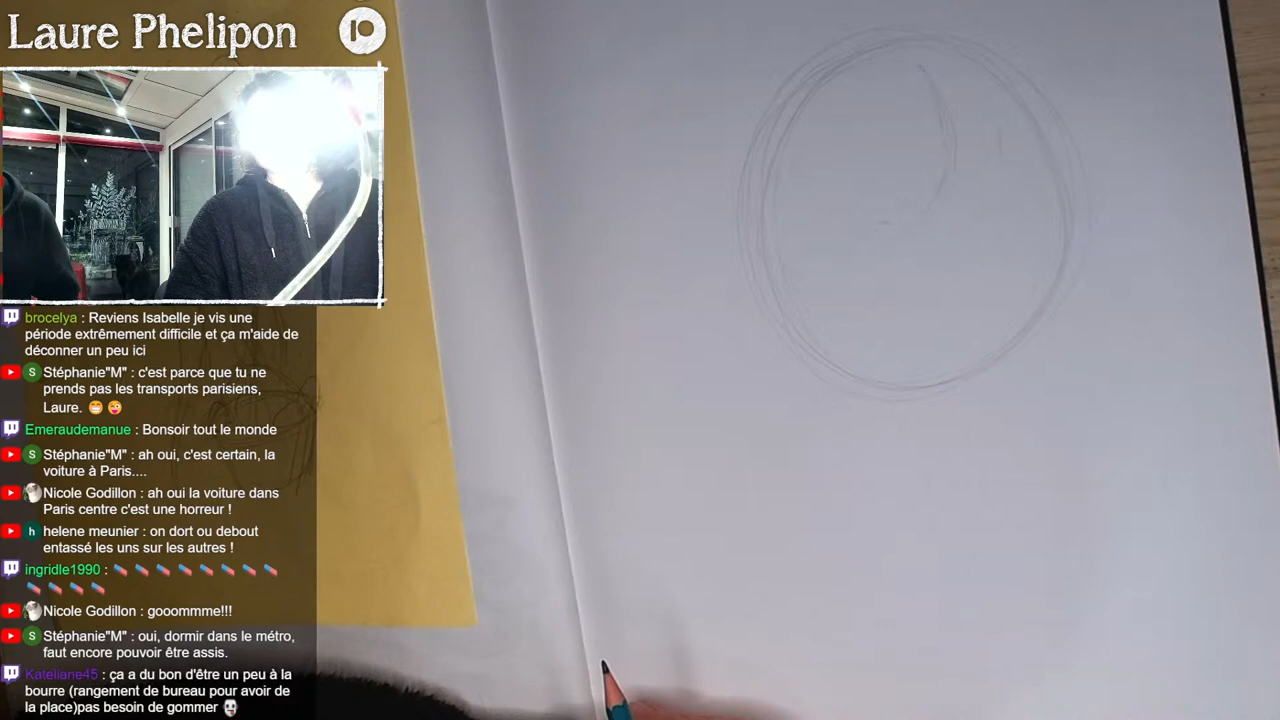 Laure Phelipon
brocelya : Reviens Isabelle je vis une
période extrêmement difficile et ça m'aide de
déconner un peu ici
S Stéphanie"M" : c'est parce que tu ne
prends pas les transports parisiens,
Laure. 😁 😜
Emeraudemanue : Bonsoir tout le monde
S Stéphanie"M" : ah oui, c'est certain, la
voiture à Paris....
Nicole Godillon : ah oui la voiture dans
Paris centre c'est une horreur !
h helene meunier : on dort ou debout
entassé les uns sur les autres !
ingridle1990 :
Nicole Godillon : gooommme!!!
S Stéphanie"M" : oui, dormir dans le métro,
faut encore pouvoir être assis.
Kateliane45 : ça a du bon d'être un peu à la
bourre (rangement de bureau pour avoir de
la place)pas besoin de gommer